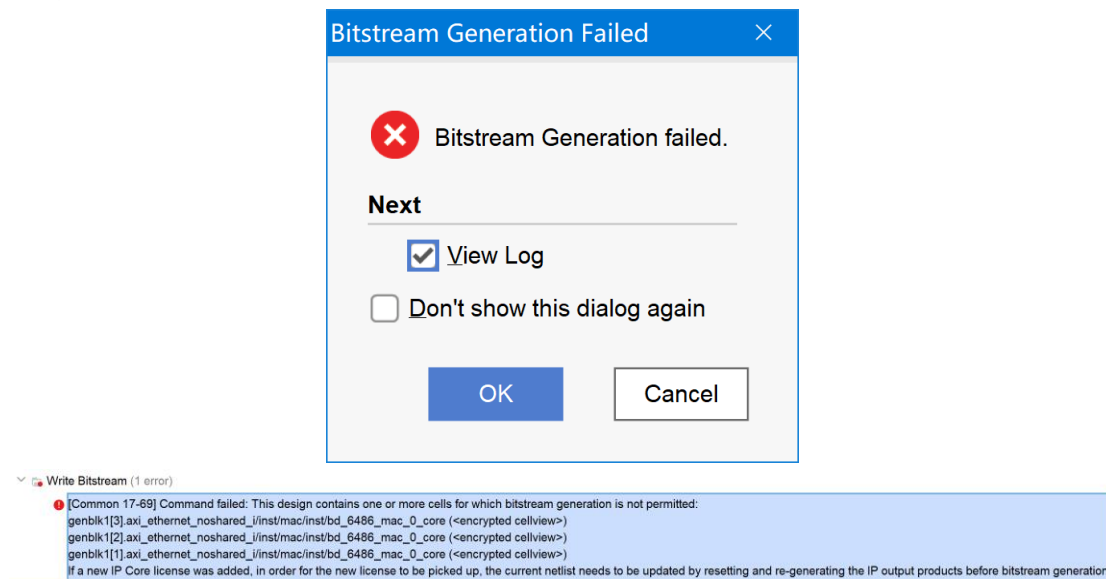 Bitstream Generation Failed
Bitstream Generation failed.
Next
View Log
Don't show this dialog again
OK
Cancel
Write Bitstream (1 error)
[Common 17-69] Command failed: This design contains one or more cells for which bitstream generation is not permitted:
genblk1[3].axi_ethernet_noshared_i/inst/mac/inst/bd_6486_mac_0_core (<encrypted cellview>)
genblk1[2].axi_ethernet_noshared_i/inst/mac/inst/bd_6486_mac_0_core (<encrypted cellview>)
genblk1[1].axi_ethernet_noshared_i/inst/mac/inst/bd_6486_mac_0_core (<encrypted cellview>)
If a new IP Core license was added, in order for the new license to be picked up, the current netlist needs to be updated by resetting and re-generating the IP output products before bitstream generation